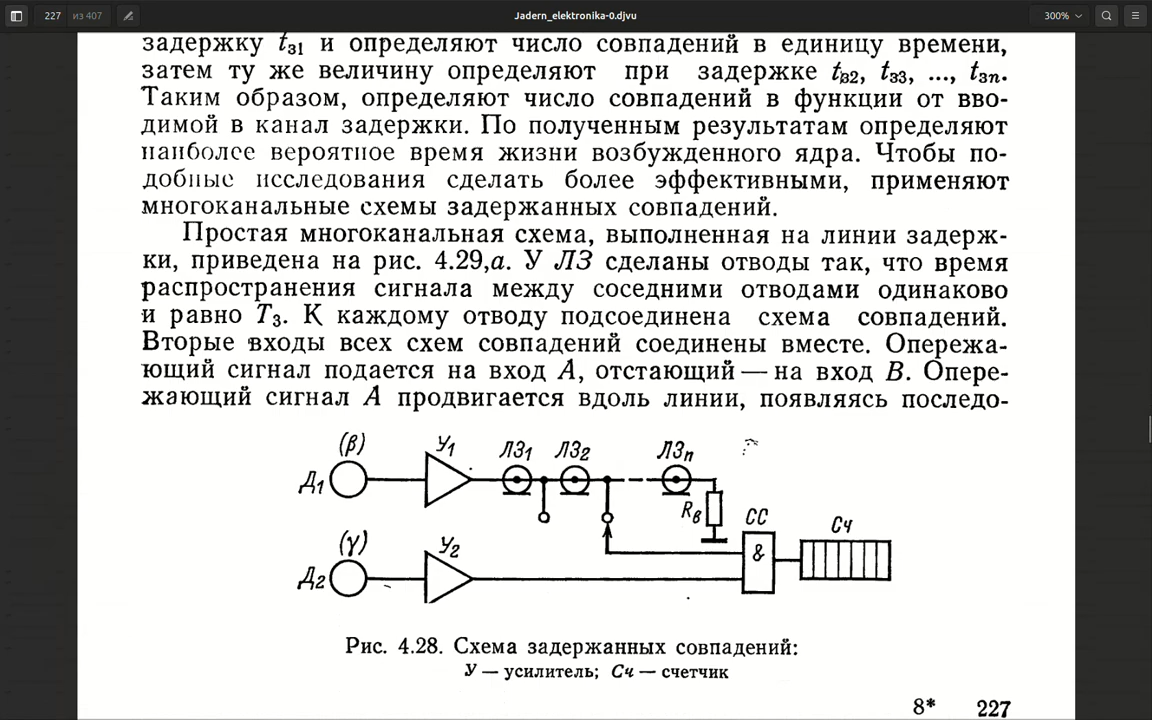 227
из 407
Jadern_elektronika-0.djvu
300%
задержку tз1 и определяют число совпадений в единицу времени,
затем ту же величину определяют при задержке tз2, tз3, ..., tзn.
Таким образом, определяют число совпадений в функции от вво-
димой в канал задержки. По полученным результатам определяют
наиболее вероятное время жизни возбужденного ядра. Чтобы по-
добные исследования сделать более эффективными, применяют
многоканальные схемы задержанных совпадений.
Простая многоканальная схема, выполненная на линии задерж-
ки, приведена на рис. 4.29,а. У ЛЗ сделаны отводы так, что время
распространения сигнала между соседними отводами одинаково
и равно Tз. К каждому отводу подсоединена схема совпадений.
Вторые входы всех схем совпадений соединены вместе. Опережа-
ющий сигнал подается на вход A, отстающий — на вход B. Опере-
жающий сигнал A продвигается вдоль линии, появляясь последо-
(β) У1 ЛЗ1 ЛЗ2 ЛЗn
Д1
Rв СС Сч
(γ) У2 &
Д2
Рис. 4.28. Схема задержанных совпадений:
У — усилитель; Сч — счетчик
8* 227